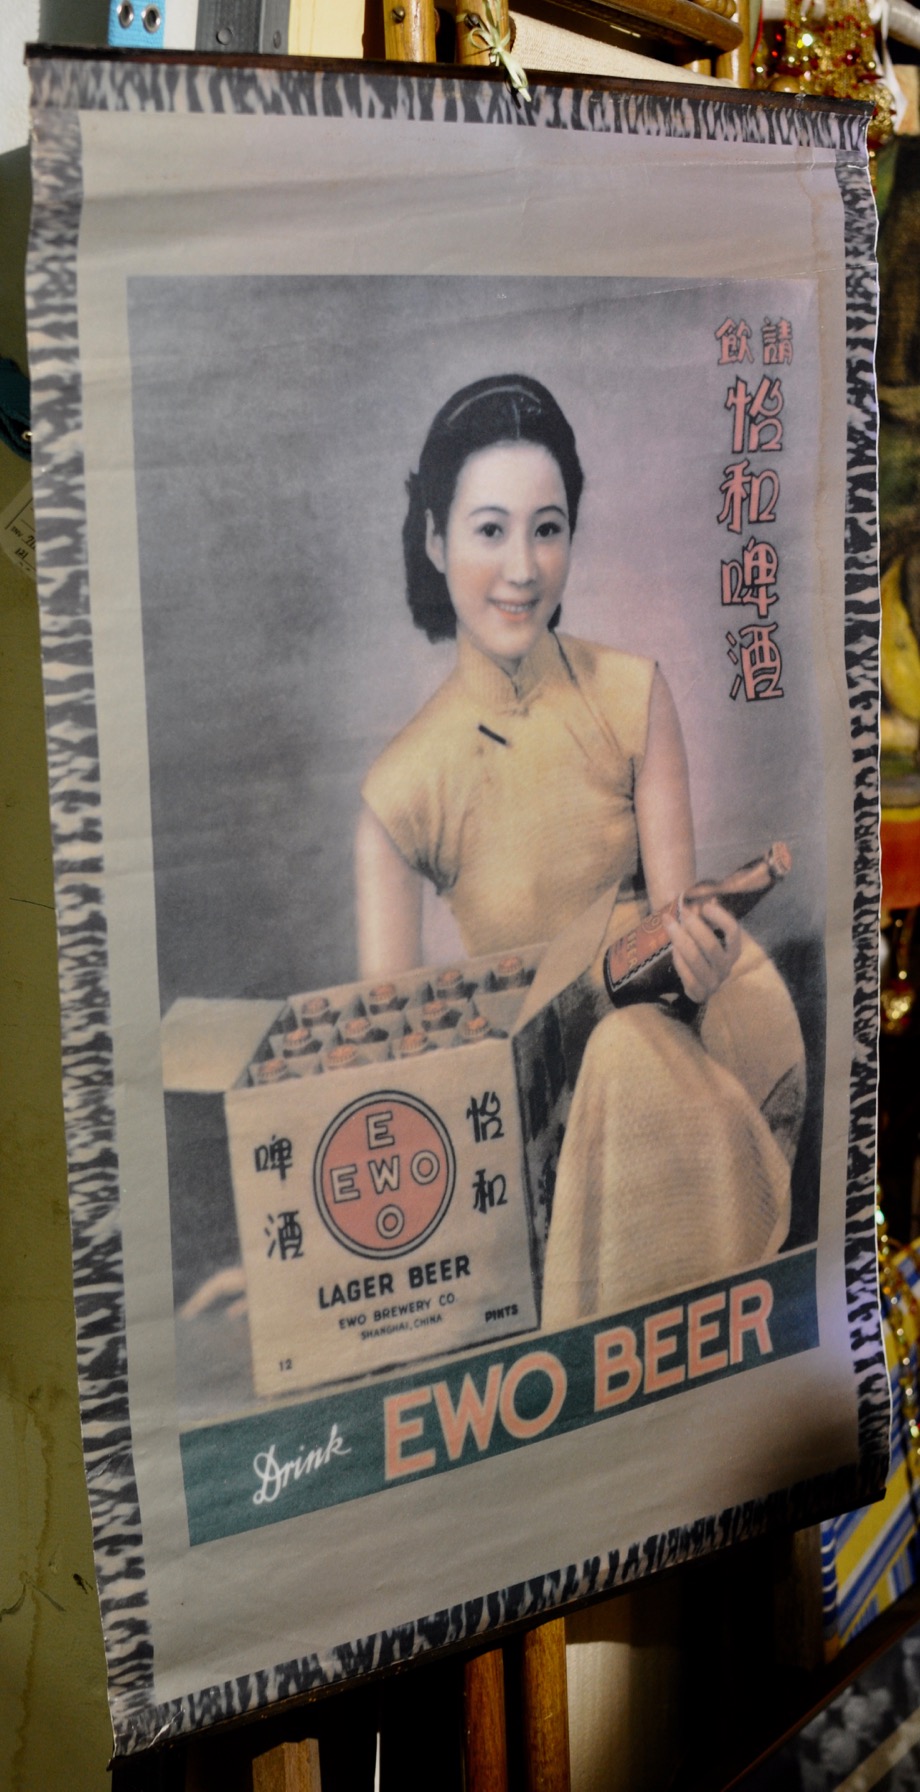 請飲
怡和啤酒
E
EWO
O
怡和
啤酒
LAGER BEER
EWO BREWERY CO
SHANGHAI, CHINA
PINTS
12
Drink EWO BEER